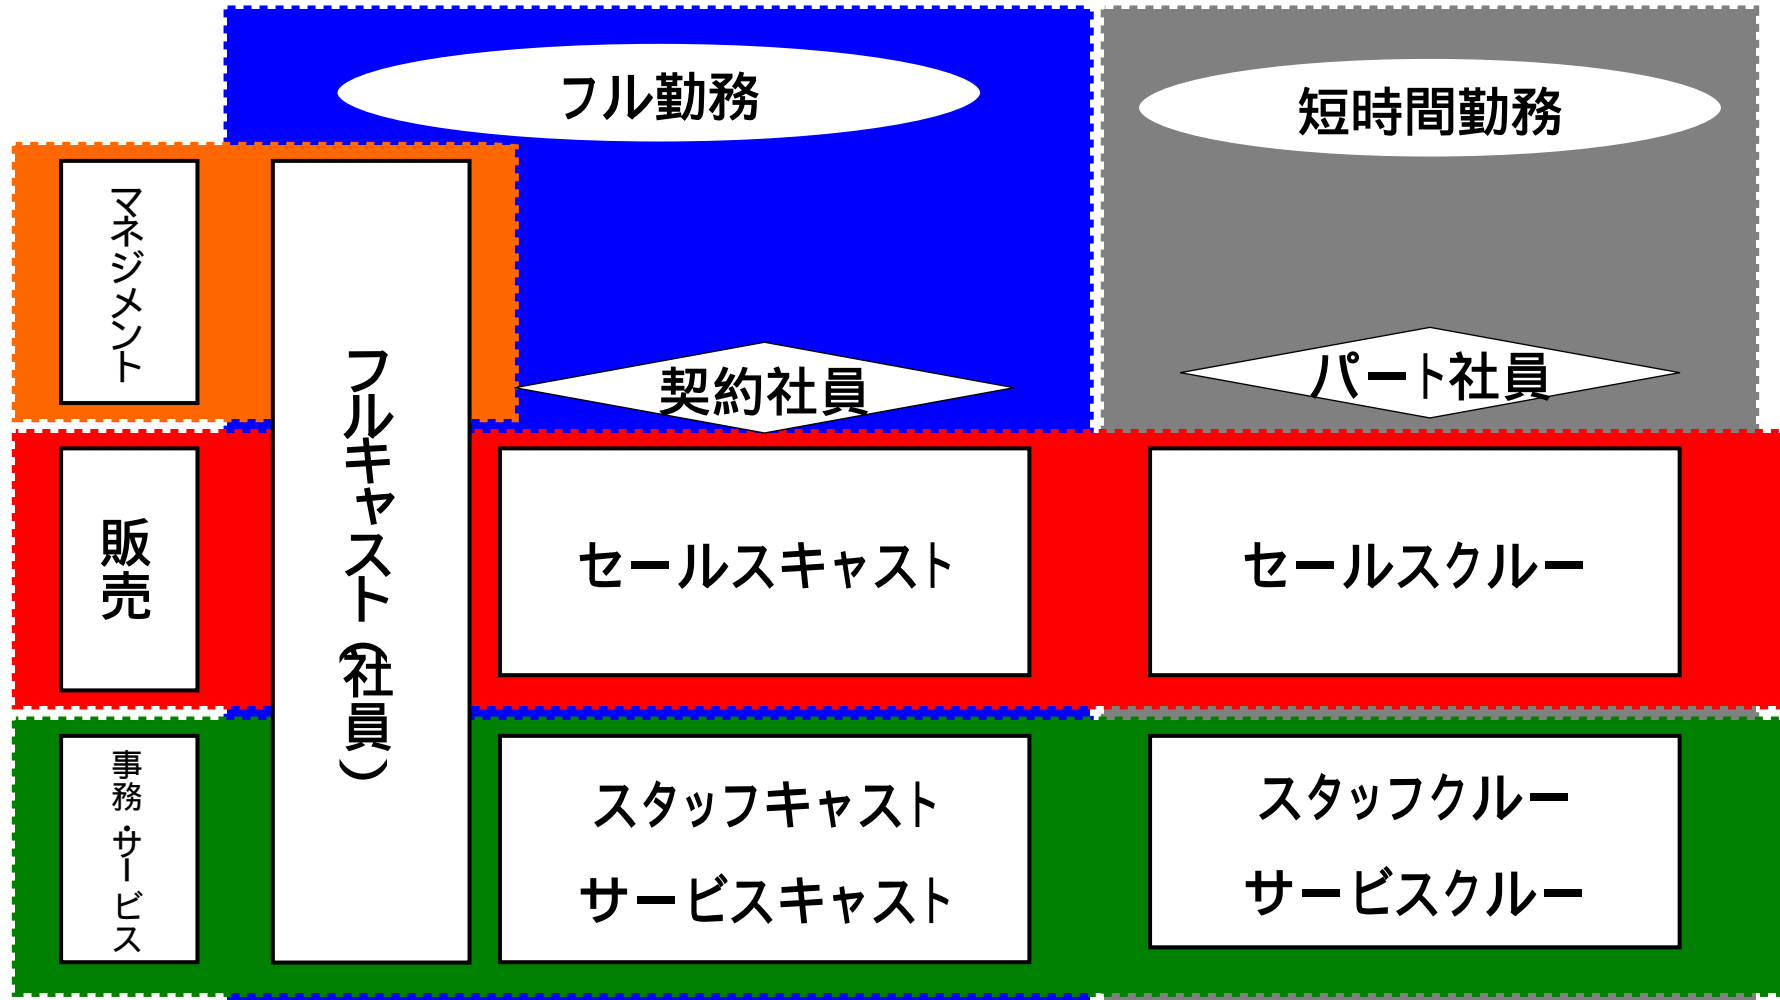 フル勤務
短時間勤務
マネジメント
フルキャスト(社員)
契約社員
パート社員
販売
セールスキャスト
セールスクルー
事務・サービス
スタッフキャスト
サービスキャスト
スタッフクルー
サービスクルー